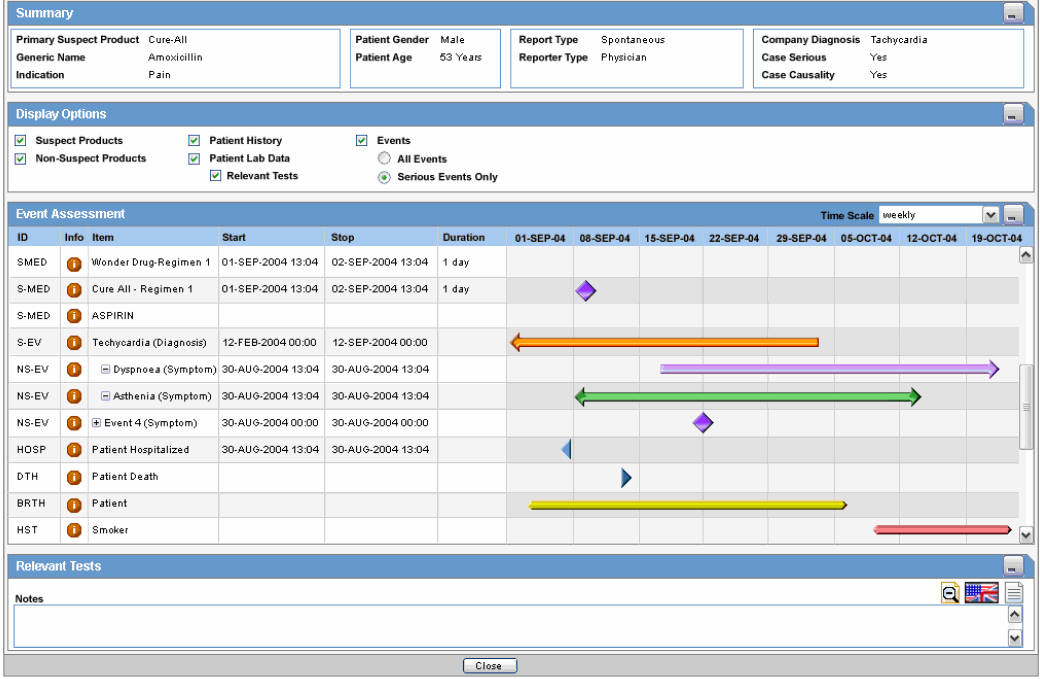 Summary
Primary Suspect Product Cure-All
Generic Name Amoxicillin
Indication Pain
Patient Gender Male
Patient Age 53 Years
Report Type Spontaneous
Reporter Type Physician
Company Diagnosis Tachycardia
Case Serious Yes
Case Causality Yes
Display Options
Suspect Products
Non-Suspect Products
Patient History
Patient Lab Data
Relevant Tests
Events
All Events
Serious Events Only
Event Assessment
Time Scale weekly
ID Info Item Start Stop Duration 01-SEP-04 08-SEP-04 15-SEP-04 22-SEP-04 29-SEP-04 05-OCT-04 12-OCT-04 19-OCT-04
SMED Wonder Drug-Regimen 1 01-SEP-2004 13:04 02-SEP-2004 13:04 1 day
S-MED Cure All - Regimen 1 01-SEP-2004 13:04 02-SEP-2004 13:04 1 day
S-MED ASPIRIN
S-EV Techycardia (Diagnosis) 12-FEB-2004 00:00 12-SEP-2004 00:00
NS-EV Dyspnoea (Symptom) 30-AUG-2004 13:04 30-AUG-2004 13:04
NS-EV Asthenia (Symptom) 30-AUG-2004 13:04 30-AUG-2004 13:04
NS-EV Event 4 (Symptom) 30-AUG-2004 00:00 30-AUG-2004 00:00
HOSP Patient Hospitalized 30-AUG-2004 13:04 30-AUG-2004 13:04
DTH Patient Death
BRTH Patient
HST Smoker
Relevant Tests
Notes
Close